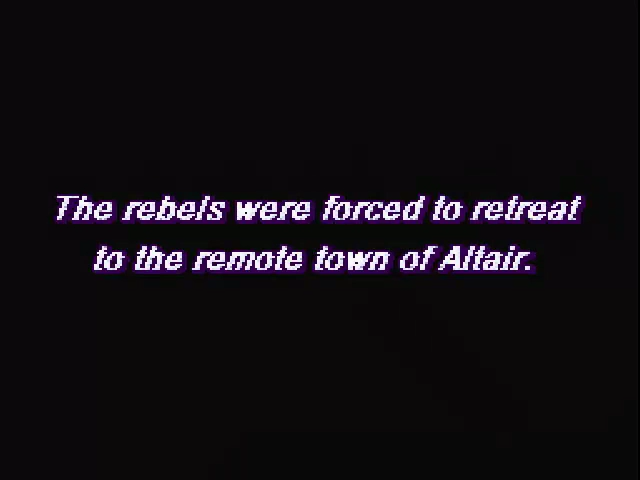 The rebels were forced to retreat
to the remote town of Altair.